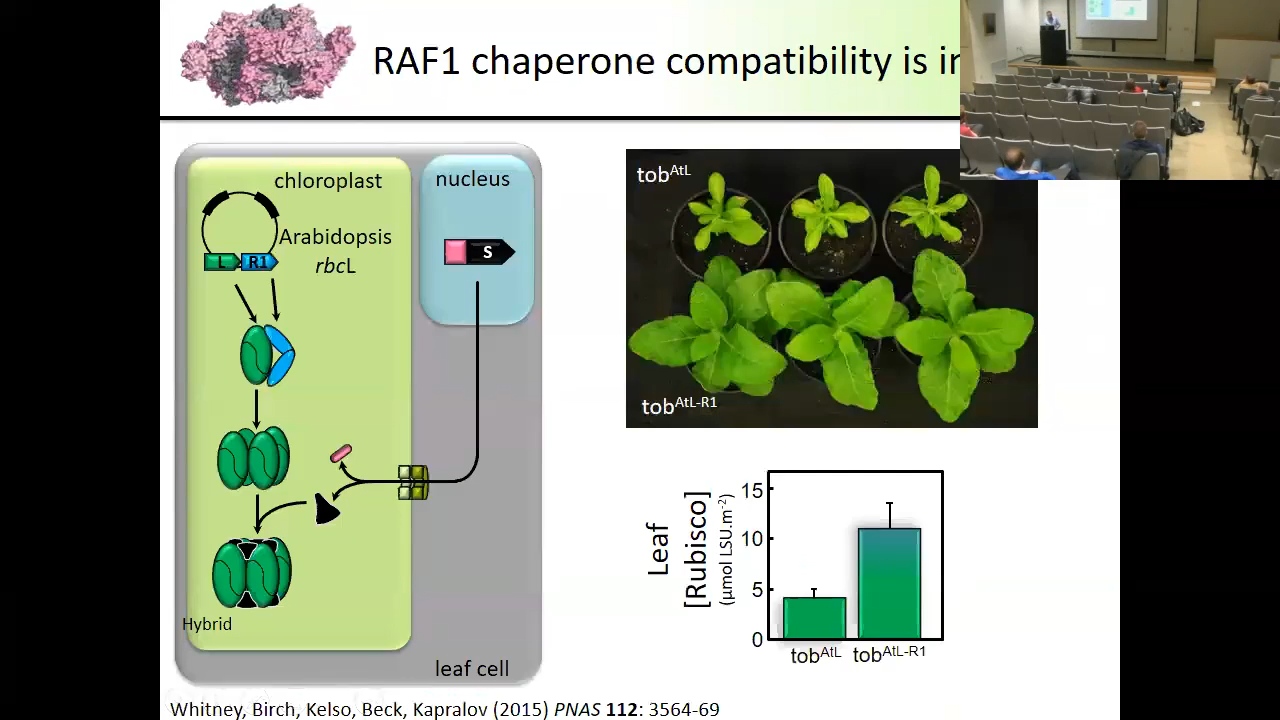 RAF1 chaperone compatibility is
chloroplast
nucleus
Arabidopsis
rbcL
L R1
S
Hybrid
leaf cell
tobAtL
tobAtL-R1
Leaf
[Rubisco]
(µmol LSU.m-2)
15
10
5
0
tobAtL tobAtL-R1
Whitney, Birch, Kelso, Beck, Kapralov (2015) PNAS 112: 3564-69